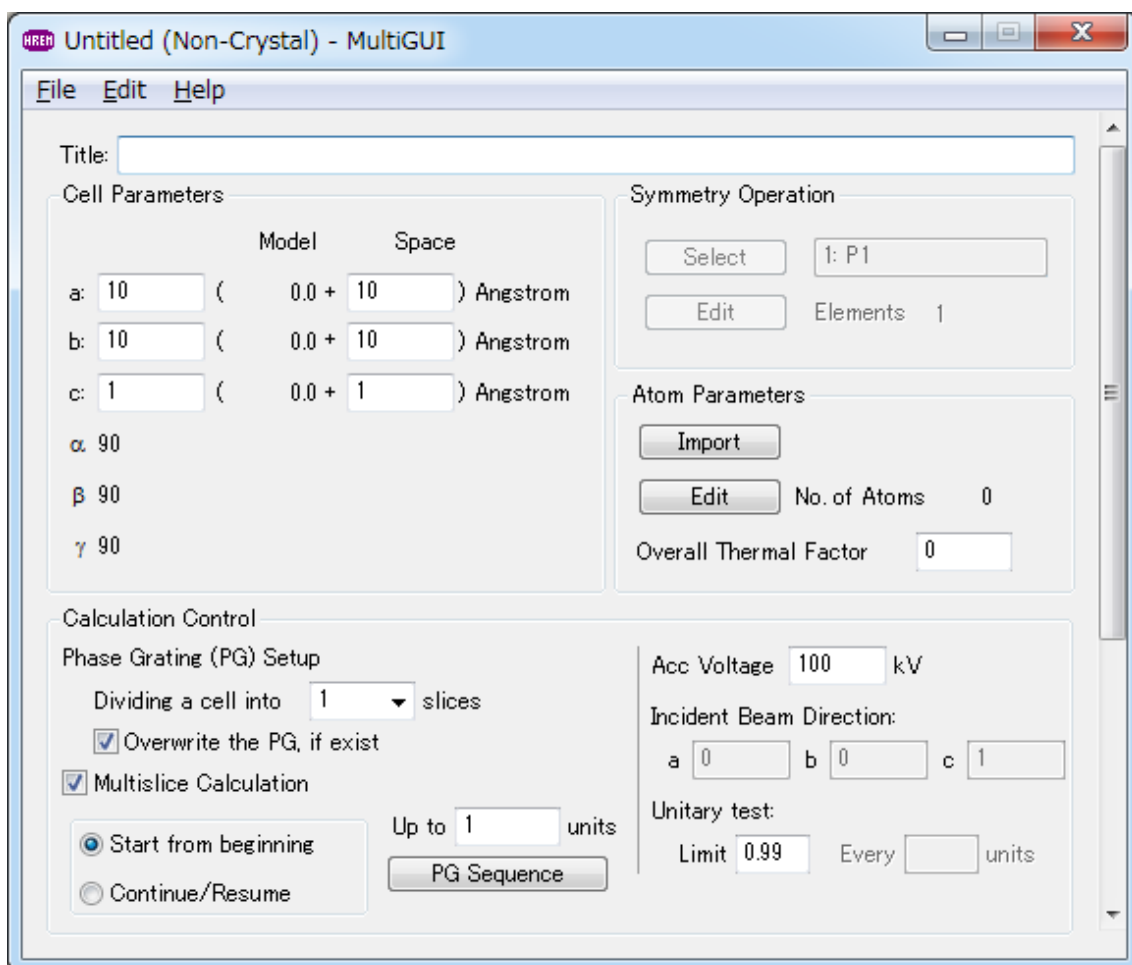 HREM Untitled (Non-Crystal) - MultiGUI
File Edit Help
Title:
Cell Parameters
Model Space
a: 10 ( 0.0 + 10 ) Angstrom
b: 10 ( 0.0 + 10 ) Angstrom
c: 1 ( 0.0 + 1 ) Angstrom
α 90
β 90
γ 90
Symmetry Operation
Select 1: P1
Edit Elements 1
Atom Parameters
Import
Edit No. of Atoms 0
Overall Thermal Factor 0
Calculation Control
Phase Grating (PG) Setup
Dividing a cell into 1 slices
Overwrite the PG, if exist
Multislice Calculation
Start from beginning
Continue/Resume
Up to 1 units
PG Sequence
Acc Voltage 100 kV
Incident Beam Direction:
a 0 b 0 c 1
Unitary test:
Limit 0.99 Every units